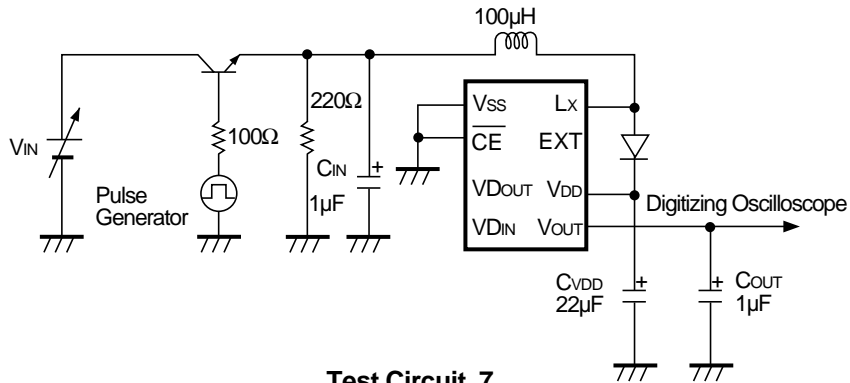 100µH
220Ω
VSS LX
VIN
100Ω
CE EXT
CIN +
Pulse
Generator
1µF
VDOUT VDD
Digitizing Oscilloscope
VDIN VOUT
CVDD +
22µF
+ COUT
1µF
Test Circuit 7